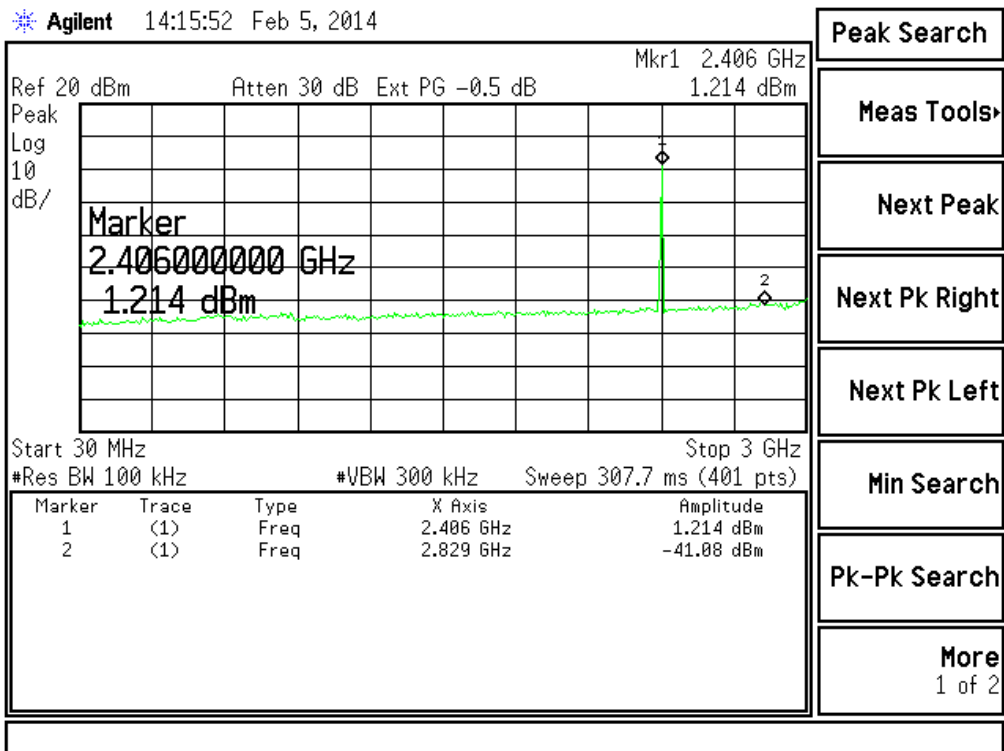 Agilent 14:15:52 Feb 5, 2014
Mkr1 2.406 GHz
Ref 20 dBm Atten 30 dB Ext PG -0.5 dB 1.214 dBm
Peak
Log
10
dB/
1
Marker
2.406000000 GHz
1.214 dBm
2
Start 30 MHz Stop 3 GHz
#Res BW 100 kHz #VBW 300 kHz Sweep 307.7 ms (401 pts)
Marker Trace Type X Axis Amplitude
1 (1) Freq 2.406 GHz 1.214 dBm
2 (1) Freq 2.829 GHz -41.08 dBm
Peak Search
Meas Tools
Next Peak
Next Pk Right
Next Pk Left
Min Search
Pk-Pk Search
More
1 of 2